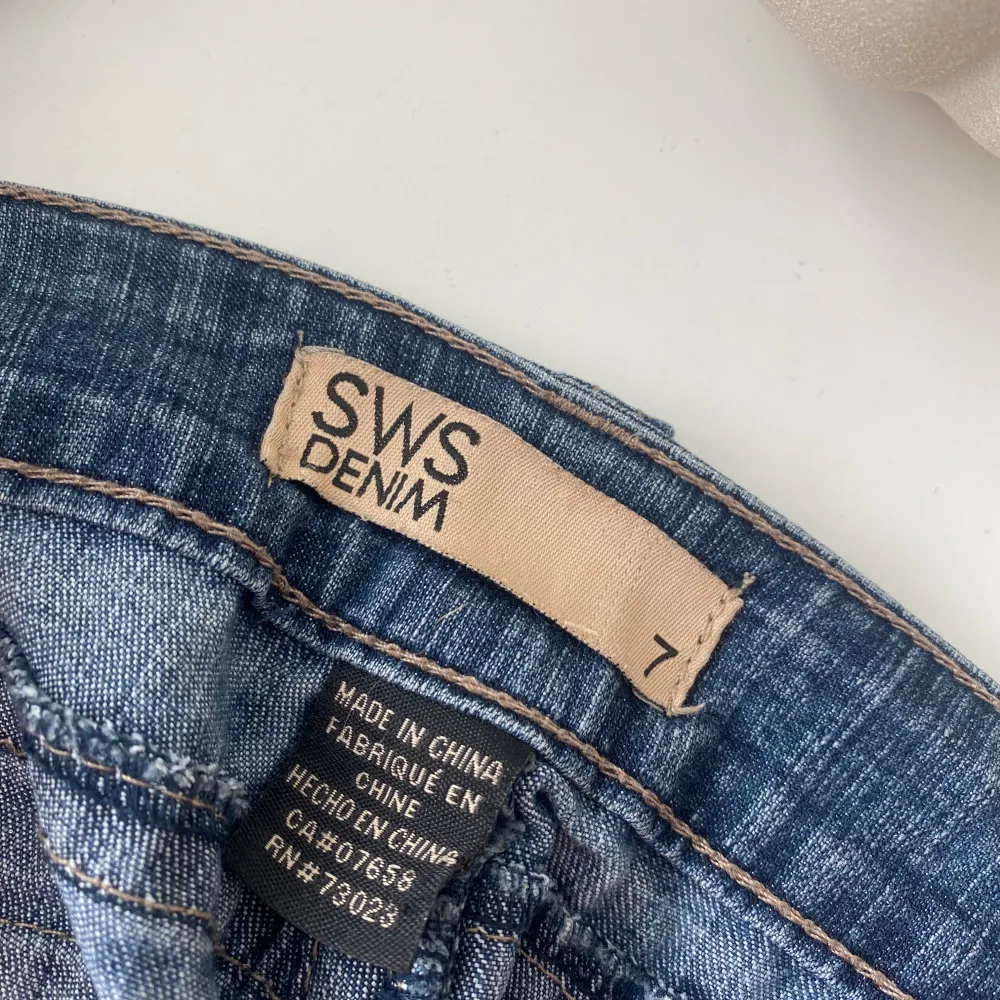 SWS
DENIM
7
MADE IN CHINA
FABRIQUÉ EN
CHINE
HECHO EN CHINA
CA#07658
RN#73023